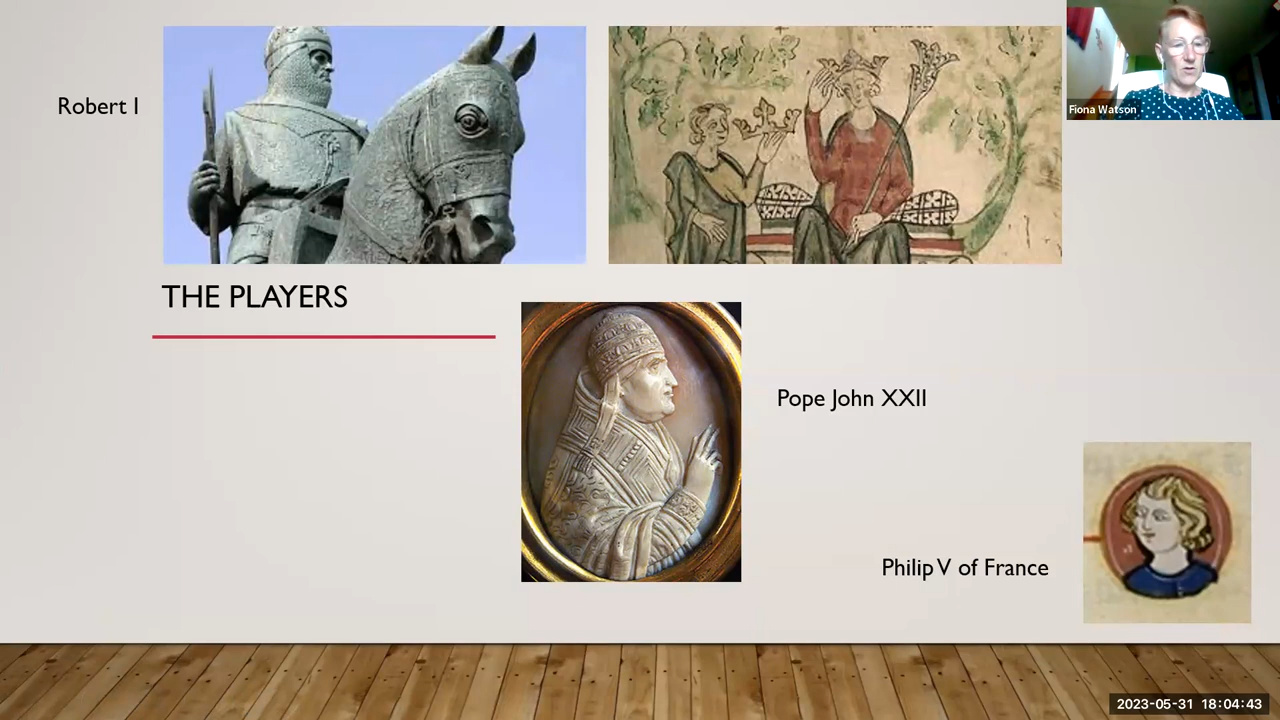 Robert I
Fiona Watson
THE PLAYERS
Pope John XXII
Philip V of France
2023-05-31 18:04:43